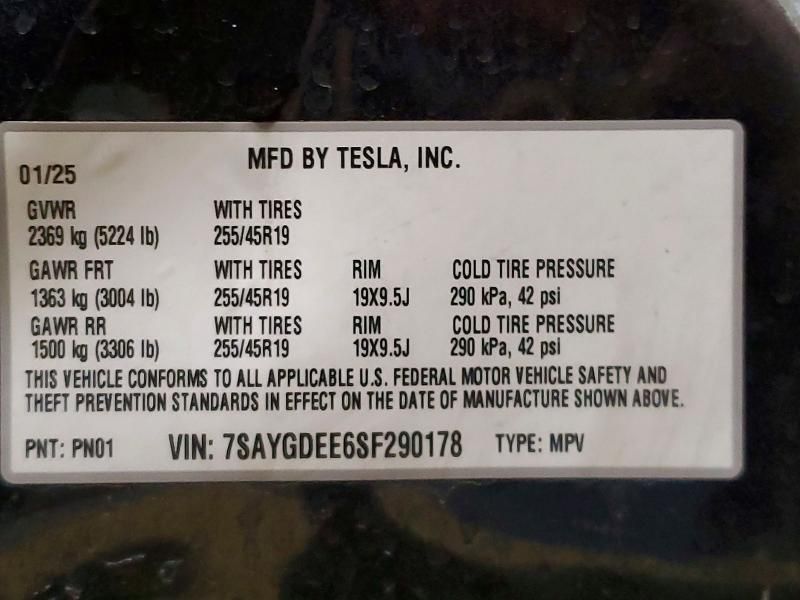 MFD BY TESLA, INC.
01/25
GVWR WITH TIRES
2369 kg (5224 lb) 255/45R19
GAWR FRT WITH TIRES RIM COLD TIRE PRESSURE
1363 kg (3004 lb) 255/45R19 19X9.5J 290 kPa, 42 psi
GAWR RR WITH TIRES RIM COLD TIRE PRESSURE
1500 kg (3306 lb) 255/45R19 19X9.5J 290 kPa, 42 psi
THIS VEHICLE CONFORMS TO ALL APPLICABLE U.S. FEDERAL MOTOR VEHICLE SAFETY AND
THEFT PREVENTION STANDARDS IN EFFECT ON THE DATE OF MANUFACTURE SHOWN ABOVE.
PNT: PN01 VIN: 7SAYGDEE6SF290178 TYPE: MPV